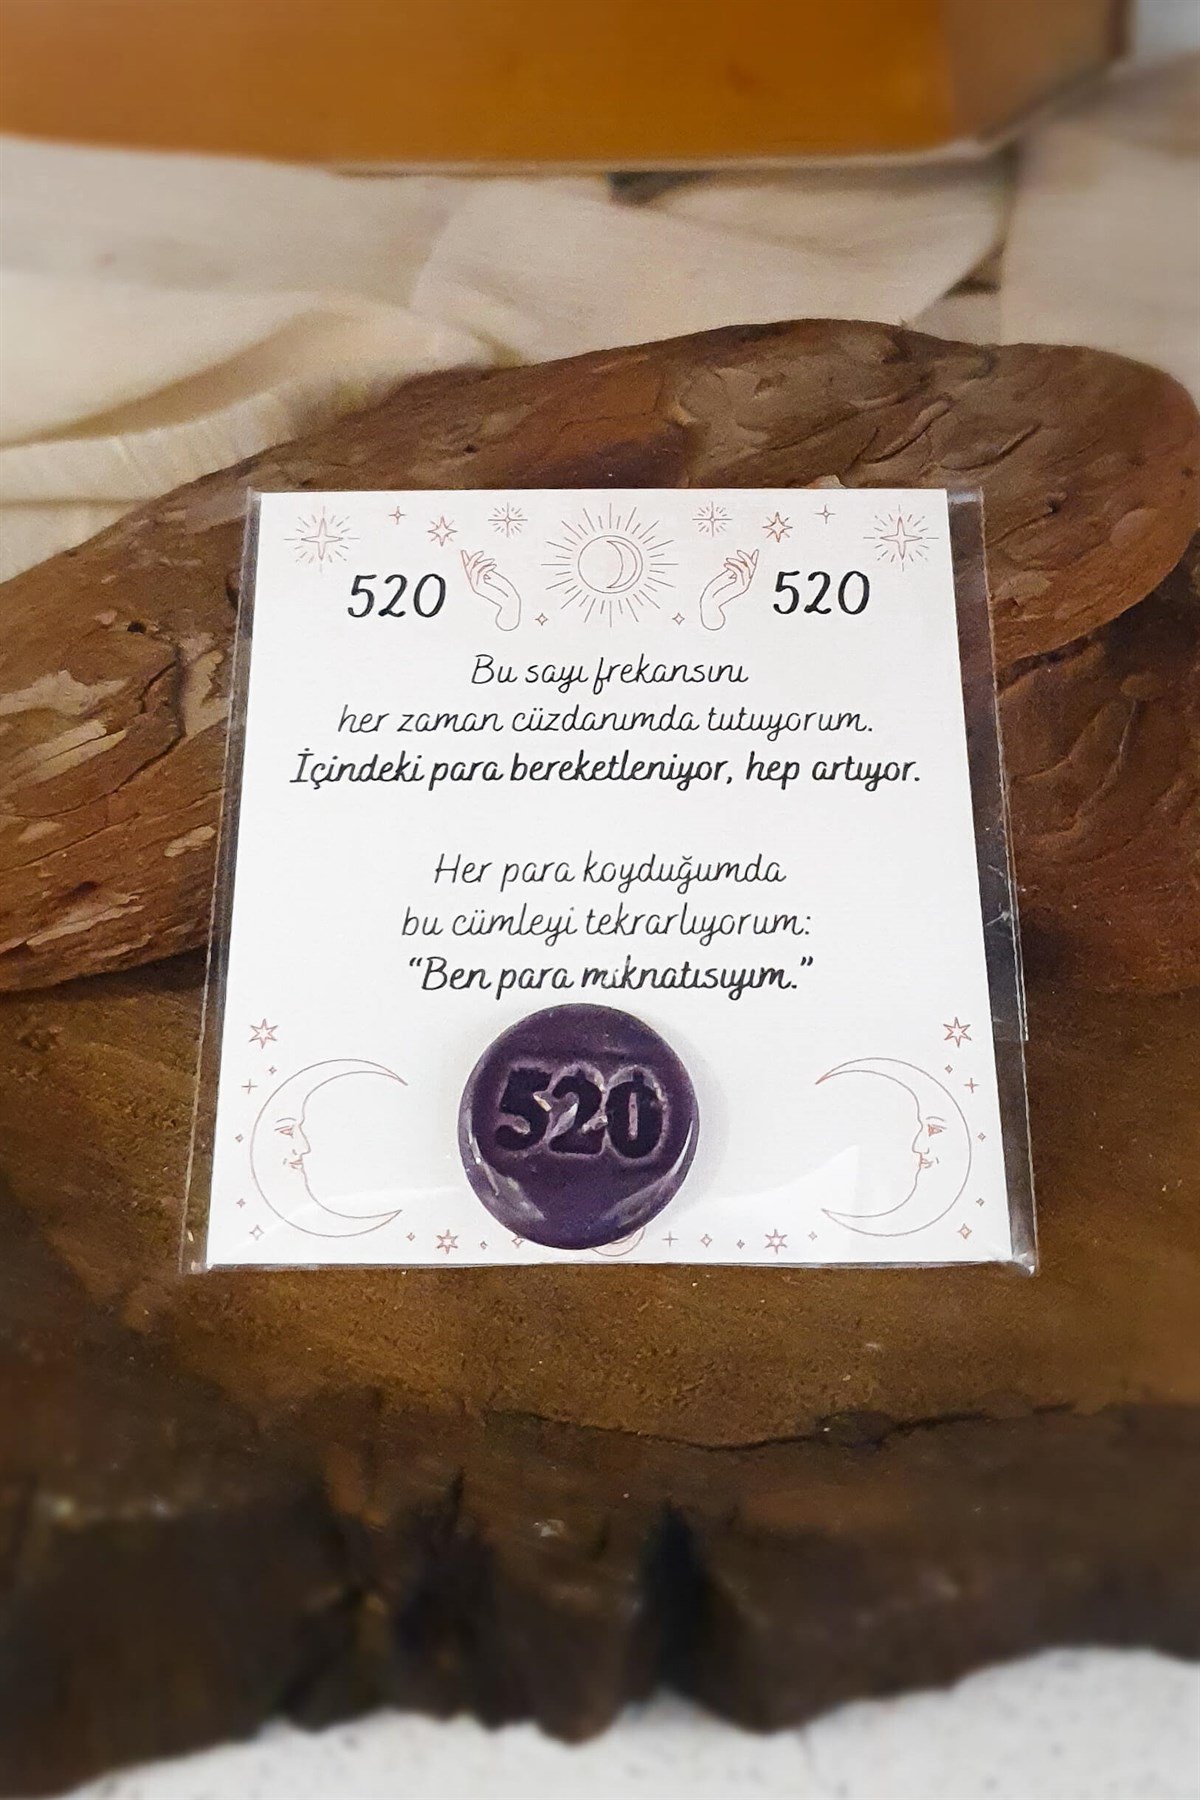 520 520
Bu sayı frekansını
her zaman cüzdanımda tutuyorum.
İçindeki para bereketleniyor, hep artıyor.
Her para koyduğumda
bu cümleyi tekrarlıyorum:
“Ben para mıknatısıyım.”
520